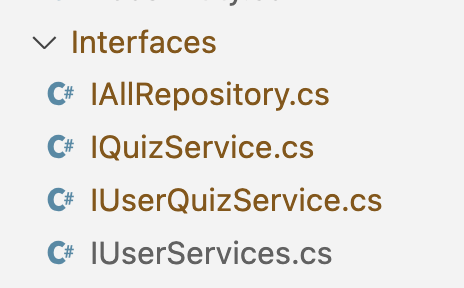 Interfaces
C# IAllRepository.cs
C# IQuizService.cs
C# IUserQuizService.cs
C# IUserServices.cs